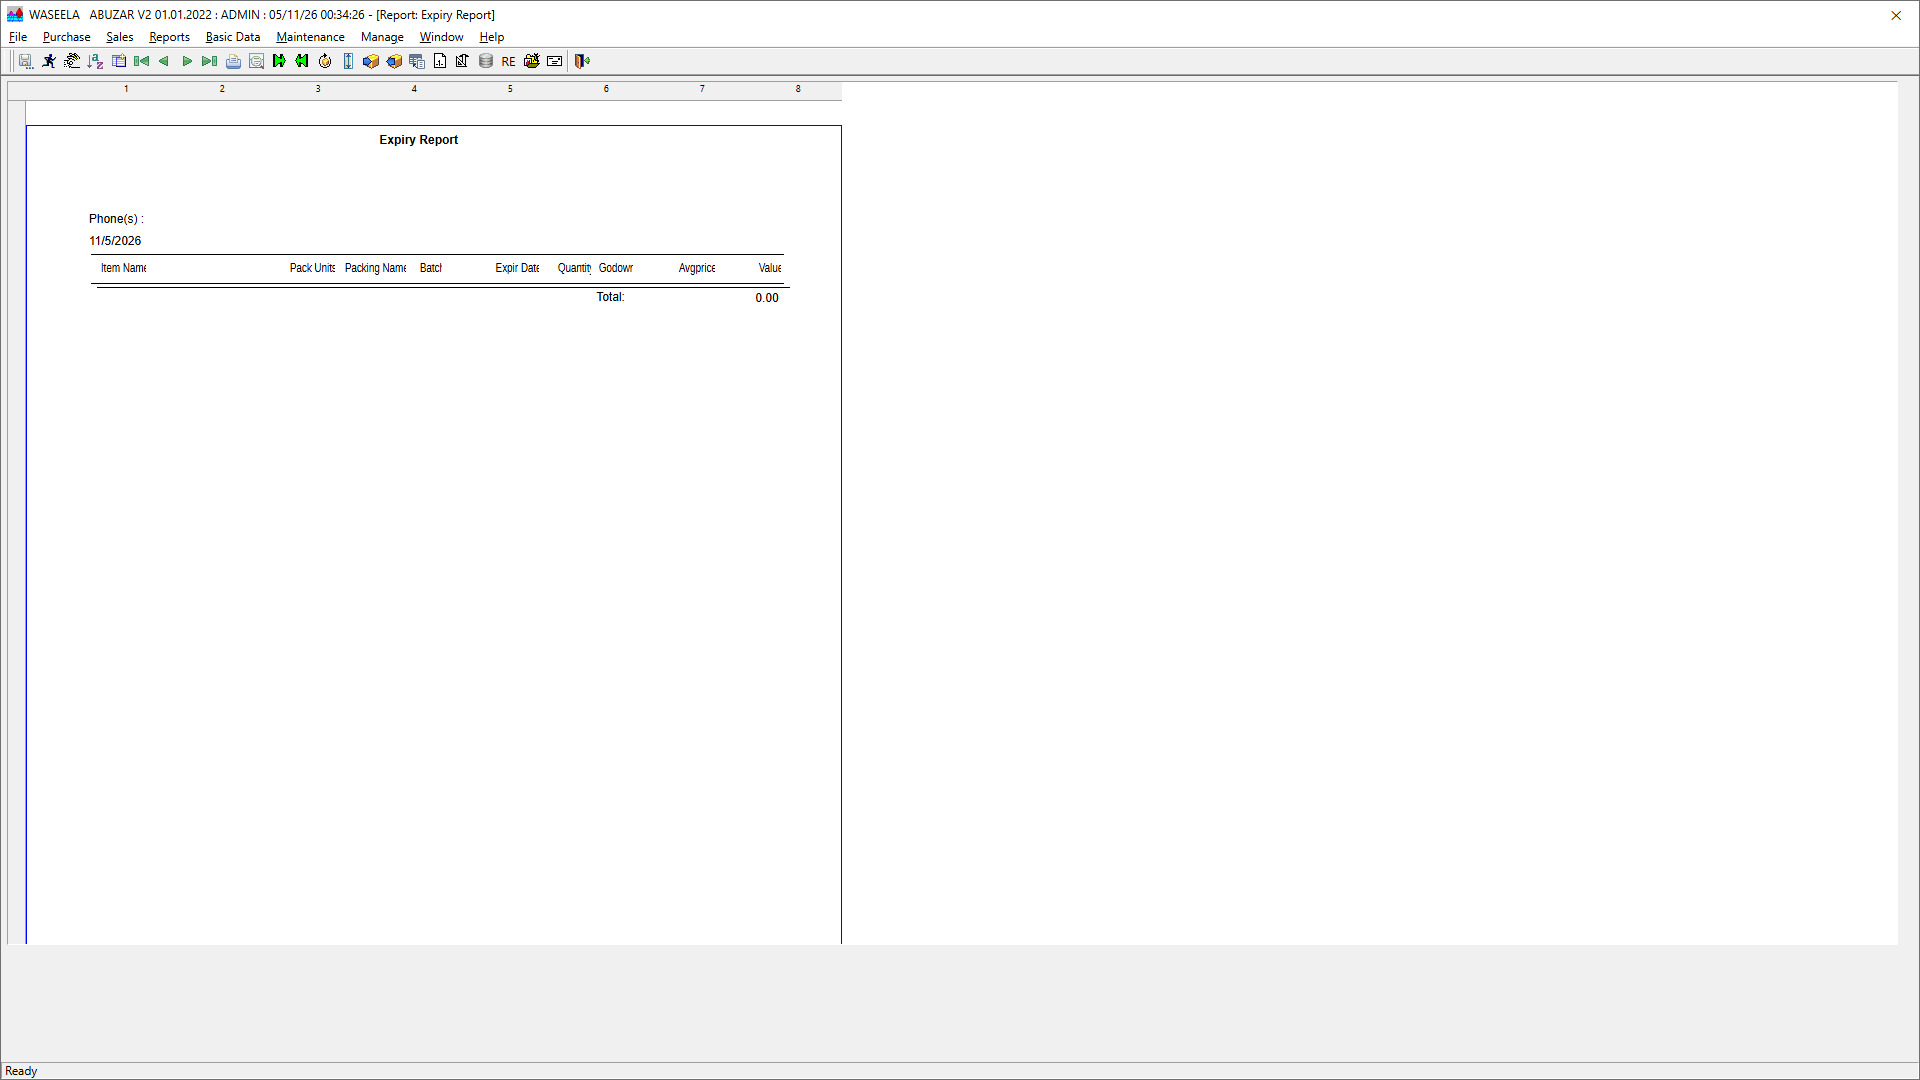 WASEELA ABUZAR V2 01.01.2022 : ADMIN : 05/11/26 00:34:26 - [Report: Expiry Report]
File Purchase Sales Reports Basic Data Maintenance Manage Window Help
RE
1 2 3 4 5 6 7 8
Expiry Report
Phone(s) :
11/5/2026
Item Name Pack Units Packing Name Batch Expir Date Quantity Godown Avgprice Value
Total: 0.00
Ready